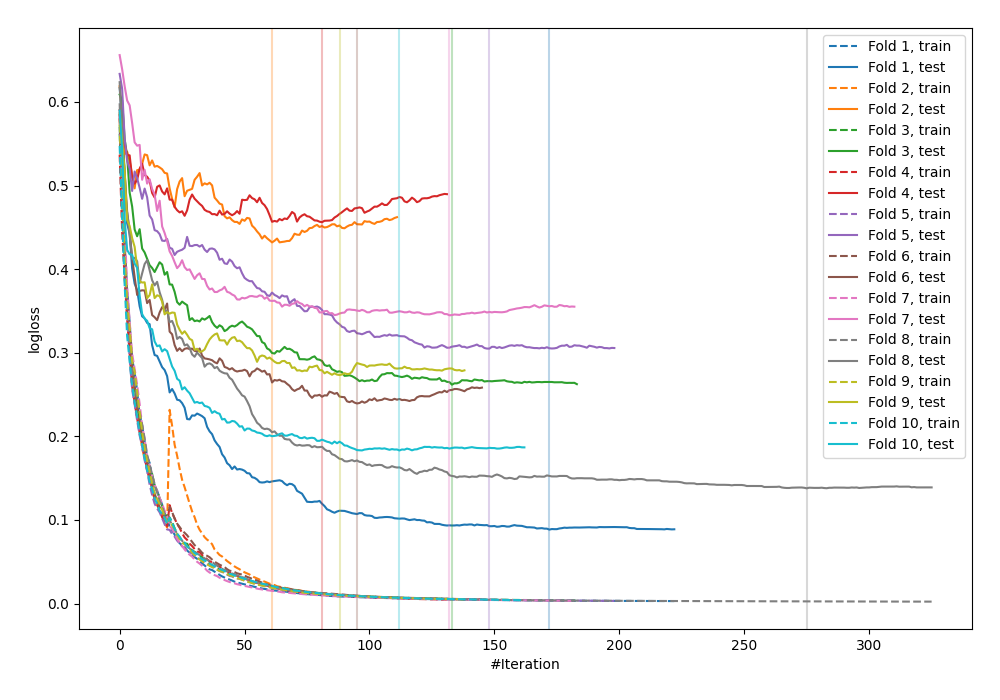 0.6
0.5
0.4
0.3
0.2
0.1
0.0
logloss
0
50
100
150
200
250
300
#Iteration
Fold 1, train
Fold 1, test
Fold 2, train
Fold 2, test
Fold 3, train
Fold 3, test
Fold 4, train
Fold 4, test
Fold 5, train
Fold 5, test
Fold 6, train
Fold 6, test
Fold 7, train
Fold 7, test
Fold 8, train
Fold 8, test
Fold 9, train
Fold 9, test
Fold 10, train
Fold 10, test